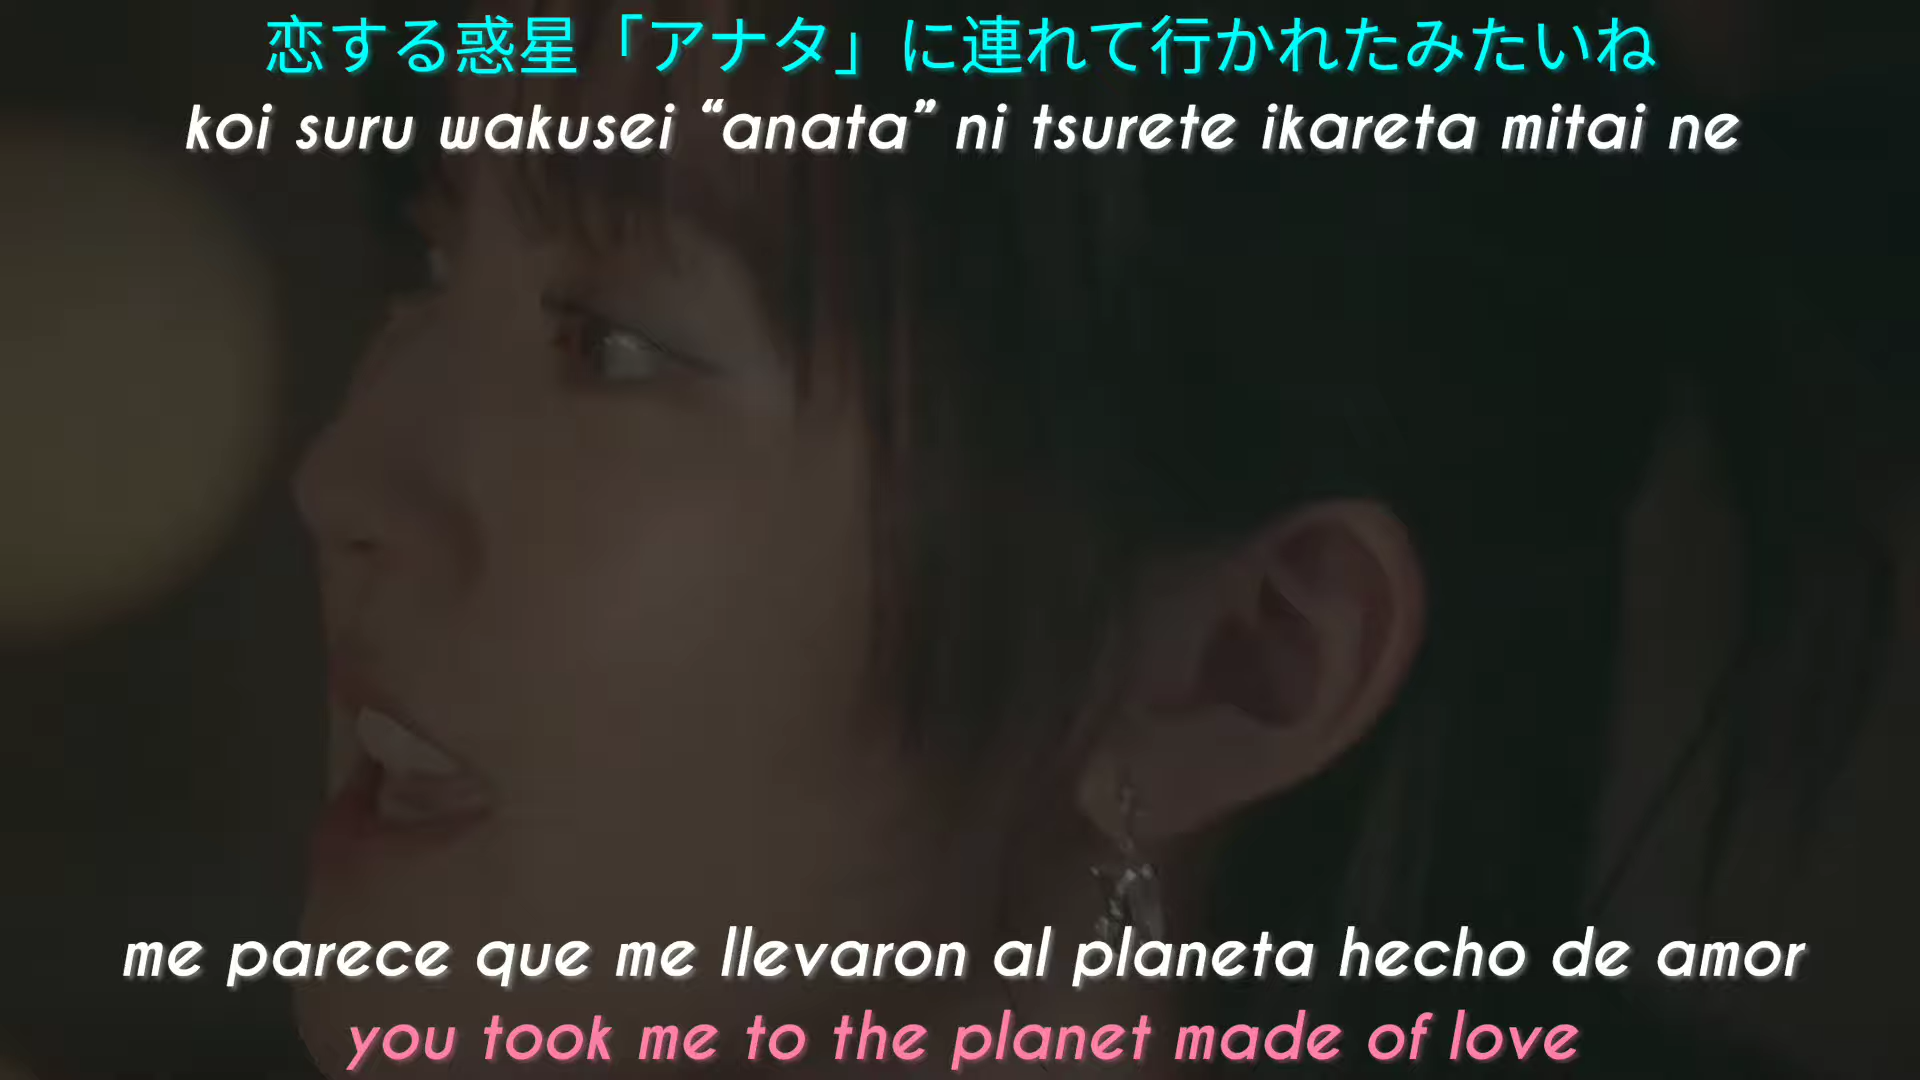 恋する惑星「アナタ」に連れて行かれたみたいね
koi suru wakusei “anata” ni tsurete ikareta mitai ne
me parece que me llevaron al planeta hecho de amor
you took me to the planet made of love